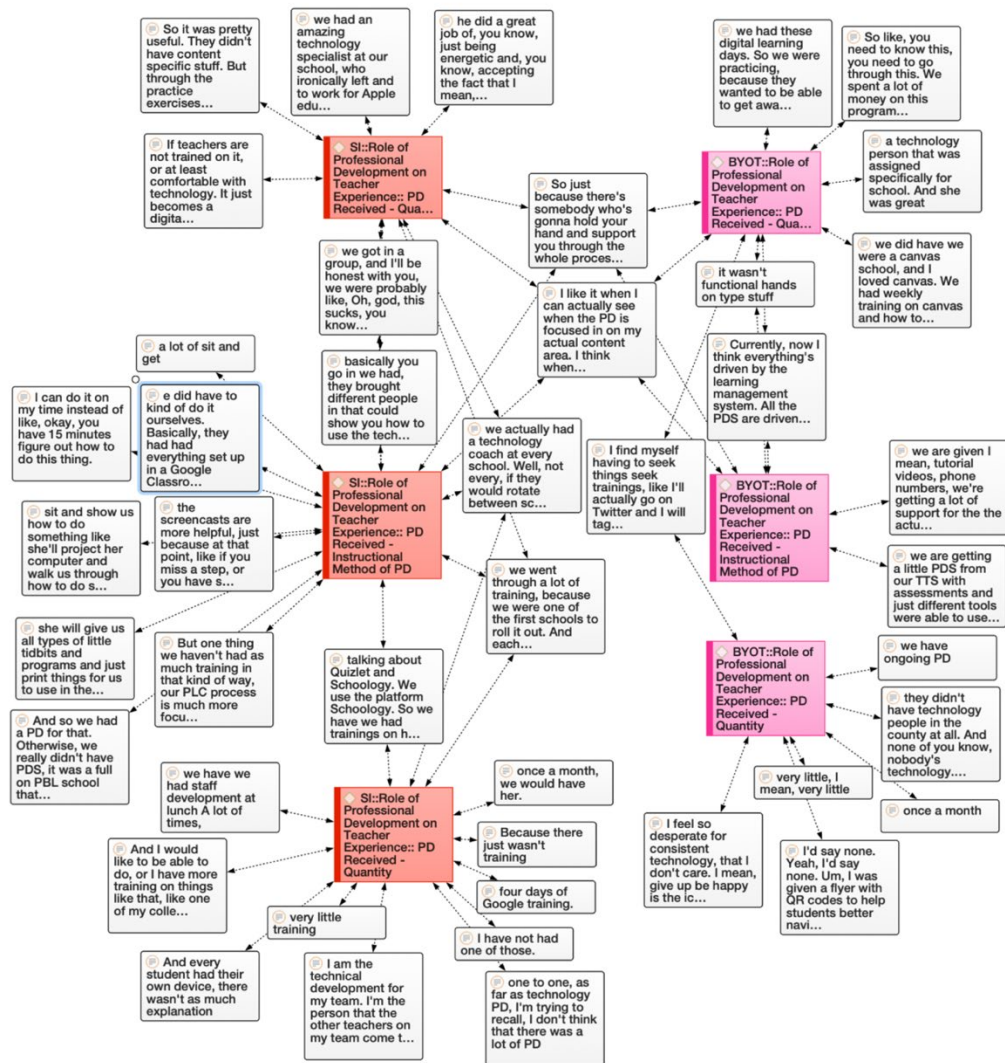 So it was pretty
useful. They didn't
have content
specific stuff. But
through the
practice
exercises…
we had an
amazing
technology
specialist at our
school, who
ironically left and
to work for Apple
edu…
he did a great
job of, you know,
just being
energetic and, you
know, accepting
the fact that I
mean,…
we had these
digital learning
days. So we were
practicing,
because they
wanted to be able
to get awa…
So like, you
need to know this,
you need to go
through this. We
spent a lot of
money on this
program…
If teachers are
not trained on it,
or at least
comfortable with
technology. It just
becomes a
digita…
SI::Role of
Professional
Development on
Teacher
Experience:: PD
Received - Qua…
So just
because there's
somebody who's
gonna hold your
hand and support
you through the
whole proces…
BYOT::Role of
Professional
Development on
Teacher
Experience:: PD
Received - Qua…
a technology
person that was
assigned
specifically for
school. And she
was great
we got in a
group, and I'll be
honest with you,
we were probably
like, Oh, god, this
sucks, you
know…
I like it when I
can actually see
when the PD is
focused in on my
actual content
area. I think
when…
it wasn't
functional hands
on type stuff
we did have we
were a canvas
school, and I
loved canvas. We
had weekly
training on canvas
and how to…
a lot of sit and
get
I can do it on
my time instead of
like, okay, you
have 15 minutes
figure out how to
do this thing.
e did have to
kind of do it
ourselves.
Basically, they
had had
everything set up
in a Google
Classro…
basically you
go in we had,
they brought
different people
in that could
show you how to
use the tech…
we actually had
a technology
coach at every
school. Well, not
every, if they
would rotate
between sc…
Currently, now I
think everything's
driven by the
learning
management
system. All the
PDS are driven…
I find myself
having to seek
things seek
trainings, like I'll
actually go on
Twitter and I will
tag…
we are given I
mean, tutorial
videos, phone
numbers, we're
getting a lot of
support for the the
actu…
sit and show us
how to do
something like
she'll project her
computer and
walk us through
how to do s…
the
screencasts are
more helpful, just
because at that
point, like if you
miss a step, or
you have s…
SI::Role of
Professional
Development on
Teacher
Experience:: PD
Received -
Instructional
Method of PD
BYOT::Role of
Professional
Development on
Teacher
Experience:: PD
Received -
Instructional
Method of PD
we are getting
a little PDS from
our TTS with
assessments and
just different tools
were able to use…
she will give us
all types of little
tidbits and
programs and just
print things for us
to use in the…
But one thing
we haven't had as
much training in
that kind of way,
our PLC process
is much more
focu…
we went
through a lot of
training, because
we were one of
the first schools to
roll it out. And
each…
talking about
Quizlet and
Schoology. We
use the platform
Schoology. So we
have we had
trainings on h…
BYOT::Role of
Professional
Development on
Teacher
Experience:: PD
Received -
Quantity
we have
ongoing PD
they didn't
have technology
people in the
county at all. And
none of you know,
nobody's
technology.…
And so we had
a PD for that.
Otherwise, we
really didn't have
PDS, it was a full
on PBL school
that…
we have we
had staff
development at
lunch A lot of
times,
SI::Role of
Professional
Development on
Teacher
Experience:: PD
Received -
Quantity
once a month,
we would have
her.
very little, I
mean, very little
once a month
And I would
like to be able to
do, or I have more
training on things
like that, like one
of my colle…
Because there
just wasn't
training
I feel so
desperate for
consistent
technology, that I
don't care. I mean,
give up be happy
is the ic…
I'd say none.
Yeah, I'd say
none. Um, I was
given a flyer with
QR codes to help
students better
navi…
four days of
Google training.
very little
training
I have not had
one of those.
And every
student had their
own device, there
wasn't as much
explanation
I am the
technical
development for
my team. I'm the
person that the
other teachers on
my team come t…
one to one, as
far as technology
PD, I'm trying to
recall, I don't think
that there was a
lot of PD